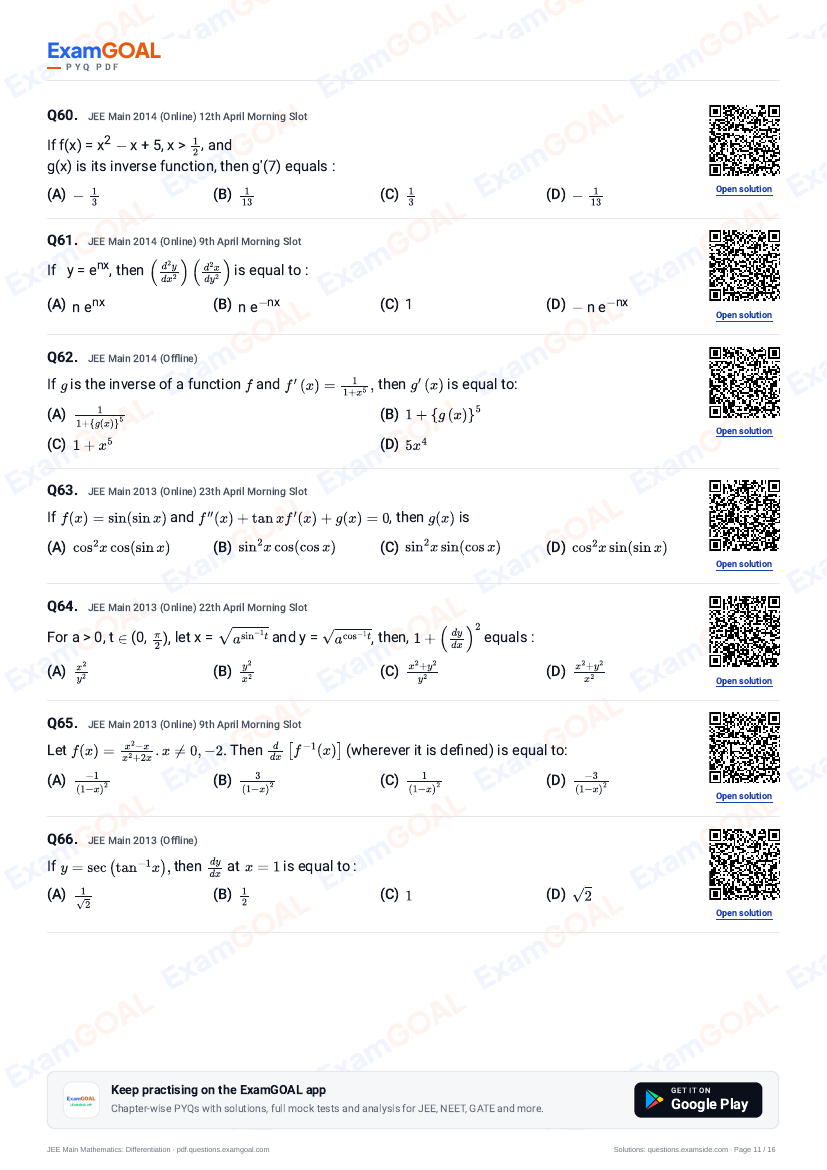 ExamGOAL
PYQ PDF
Q60. JEE Main 2014 (Online) 12th April Morning Slot
If f(x) = x² − x + 5, x > 1/2, and
g(x) is its inverse function, then g'(7) equals :
(A) − 1/3 (B) 1/13 (C) 1/3 (D) − 1/13
Open solution
Q61. JEE Main 2014 (Online) 9th April Morning Slot
If y = e^{nx}, then (d²y/dx²) (d²x/dy²) is equal to :
(A) n e^{nx} (B) n e^{−nx} (C) 1 (D) − n e^{−nx}
Open solution
Q62. JEE Main 2014 (Offline)
If g is the inverse of a function f and f′(x) = 1/(1+x⁵), then g′(x) is equal to:
(A) 1/(1+{g(x)}⁵) (B) 1 + {g(x)}⁵
(C) 1 + x⁵ (D) 5x⁴
Open solution
Q63. JEE Main 2013 (Online) 23th April Morning Slot
If f(x) = sin(sin x) and f″(x) + tan xf′(x) + g(x) = 0, then g(x) is
(A) cos²x cos(sin x) (B) sin²x cos(cos x) (C) sin²x sin(cos x) (D) cos²x sin(sin x)
Open solution
Q64. JEE Main 2013 (Online) 22th April Morning Slot
For a > 0, t ∈ (0, π/2), let x = √(a^{sin⁻¹t}) and y = √(a^{cos⁻¹t}), then, 1 + (dy/dx)² equals :
(A) x²/y² (B) y²/x² (C) (x²+y²)/y² (D) (x²+y²)/x²
Open solution
Q65. JEE Main 2013 (Online) 9th April Morning Slot
Let f(x) = (x²−x)/(x²+2x). x ≠ 0, −2. Then d/dx [f⁻¹(x)] (wherever it is defined) is equal to:
(A) −1/(1−x)² (B) 3/(1−x)² (C) 1/(1−x)² (D) −3/(1−x)²
Open solution
Q66. JEE Main 2013 (Offline)
If y = sec(tan⁻¹x), then dy/dx at x = 1 is equal to :
(A) 1/√2 (B) 1/2 (C) 1 (D) √2
Open solution
Keep practising on the ExamGOAL app
Chapter-wise PYQs with solutions, full mock tests and analysis for JEE, NEET, GATE and more.
GET IT ON
Google Play
JEE Main Mathematics: Differentiation · pdf.questions.examgoal.com
Solutions: questions.examside.com · Page 11 / 16